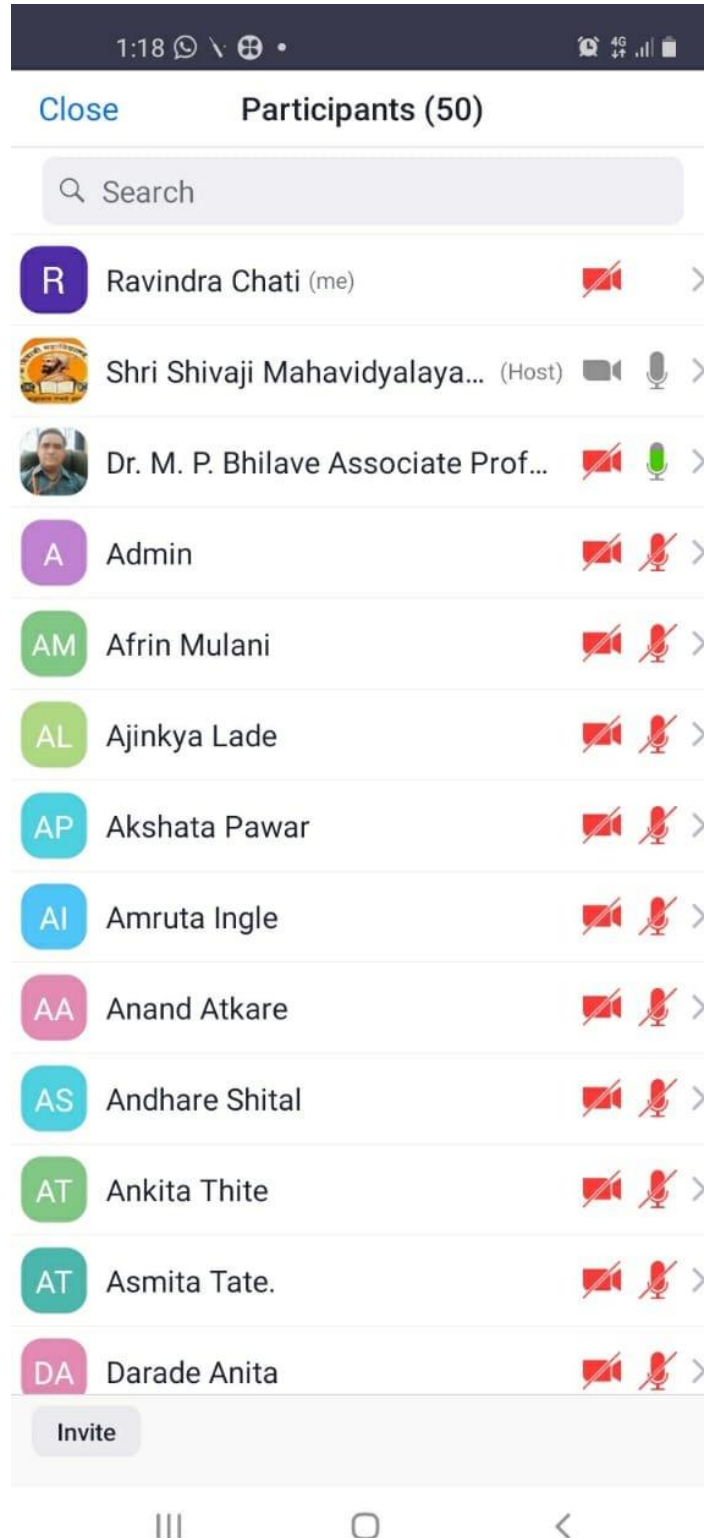 1:18
4G
Close Participants (50)
Search
R Ravindra Chati (me)
Shri Shivaji Mahavidyalaya... (Host)
Dr. M. P. Bhilave Associate Prof...
A Admin
AM Afrin Mulani
AL Ajinkya Lade
AP Akshata Pawar
AI Amruta Ingle
AA Anand Atkare
AS Andhare Shital
AT Ankita Thite
AT Asmita Tate.
DA Darade Anita
Invite